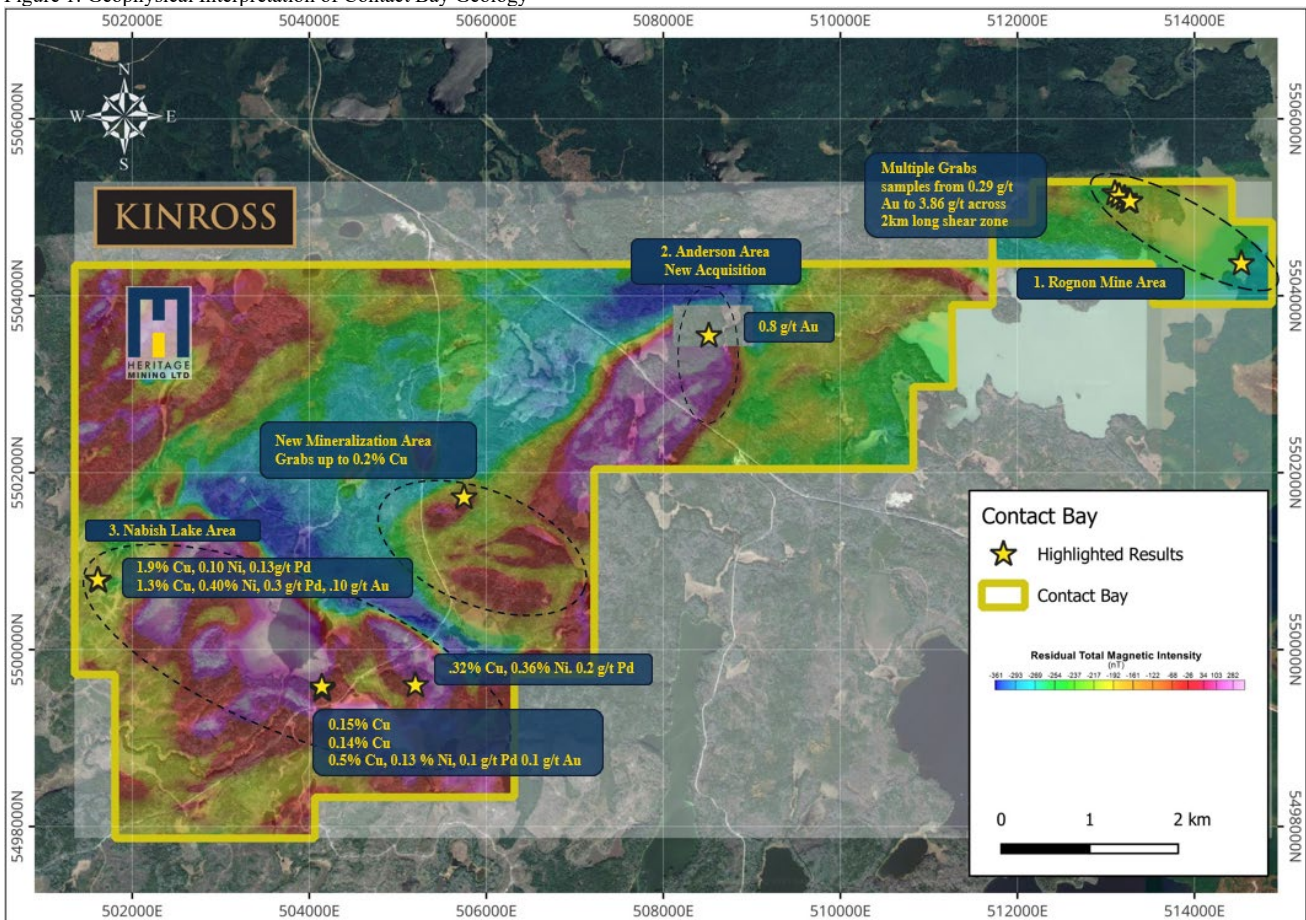 Figure 1. Geophysical Interpretation of Contact Bay Geology
502000E 504000E 506000E 508000E 510000E 512000E 514000E
5506000N
5504000N
5502000N
5500000N
5498000N
N
W E
S
KINROSS
HERITAGE
MINING LTD
Multiple Grabs
samples from 0.29 g/t
Au to 3.86 g/t across
2km long shear zone
1. Rognon Mine Area
2. Anderson Area
New Acquisition
0.8 g/t Au
New Mineralization Area
Grabs up to 0.2% Cu
3. Nabish Lake Area
1.9% Cu, 0.10 Ni, 0.13g/t Pd
1.3% Cu, 0.40% Ni, 0.3 g/t Pd, .10 g/t Au
.32% Cu, 0.36% Ni. 0.2 g/t Pd
0.15% Cu
0.14% Cu
0.5% Cu, 0.13 % Ni, 0.1 g/t Pd 0.1 g/t Au
Contact Bay
Highlighted Results
Contact Bay
Residual Total Magnetic Intensity
(nT)
-361 -293 -269 -254 -237 -217 -192 -161 -122 -68 -26 34 103 282
0 1 2 km
5506000N
5504000N
5502000N
5500000N
5498000N
502000E 504000E 506000E 508000E 510000E 512000E 514000E